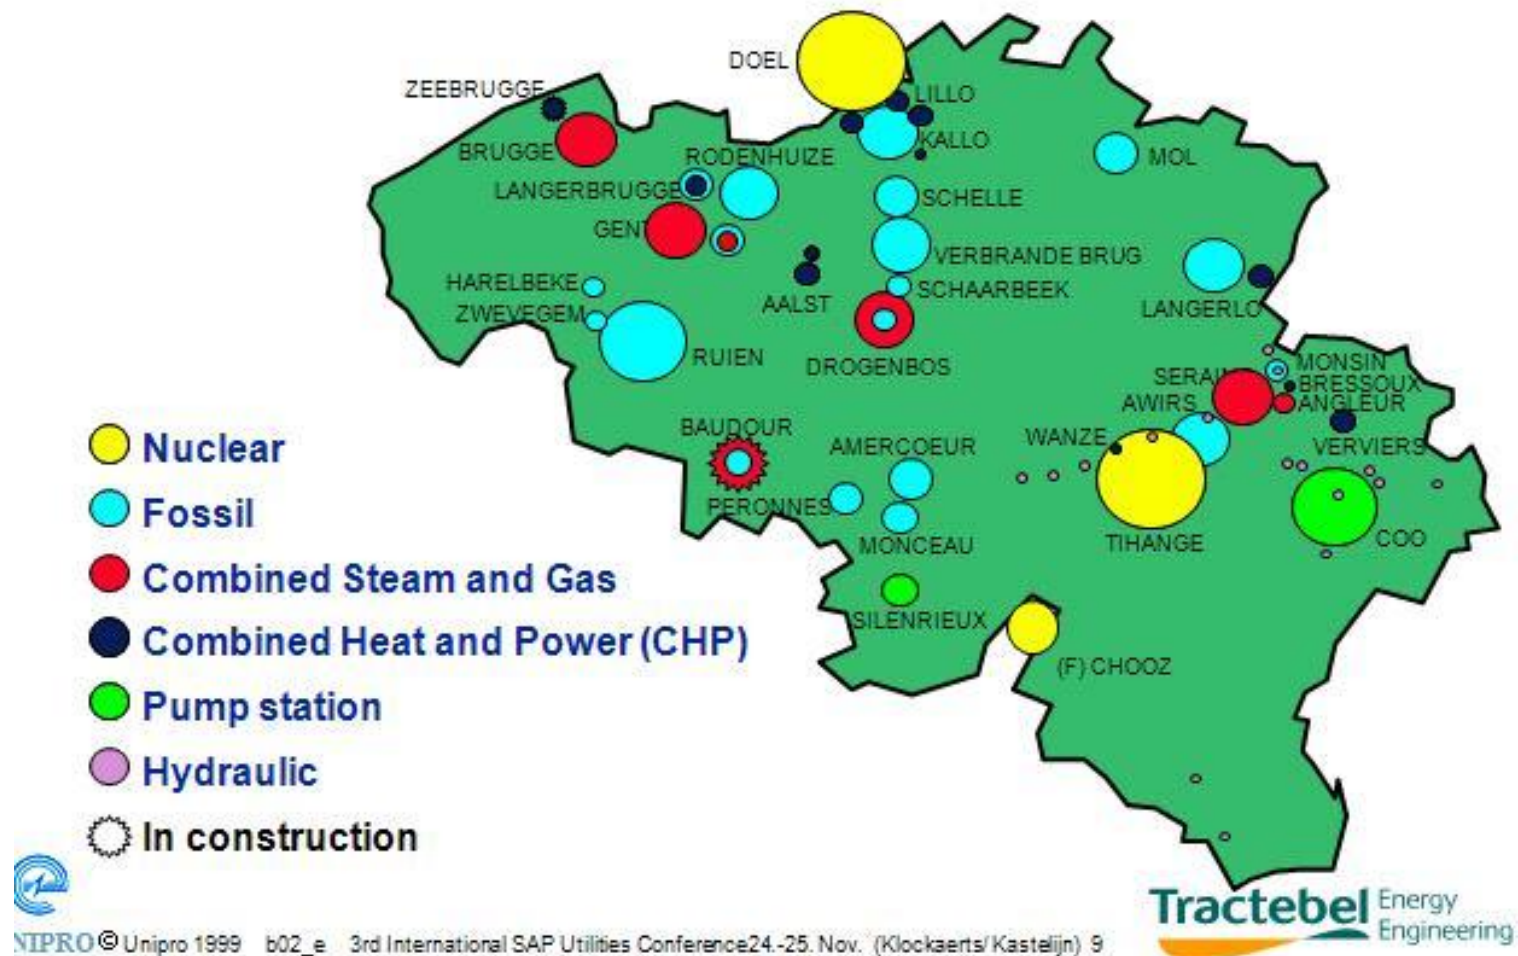 DOEL
ZEEBRUGGE
LILLO
BRUGGE
KALLO
RODENHUIZE
MOL
LANGERBRUGGE
SCHELLE
GENT
VERBRANDE BRUG
HARELBEKE
SCHAARBEEK
AALST
LANGERLO
ZWEVEGEM
RUIEN
DROGENBOS
MONSIN
SERAIN
BRESSOUX
AWIRS
ANGLEUR
BAUDOUR
AMERCOEUR
WANZE
VERVIERS
PERONNES
MONCEAU
TIHANGE
COO
SILENRIEUX
(F) CHOOZ
Nuclear
Fossil
Combined Steam and Gas
Combined Heat and Power (CHP)
Pump station
Hydraulic
In construction
NIPRO © Unipro 1999 b02_e 3rd International SAP Utilities Conference24.-25. Nov. (Klockaerts/Kastelijn) 9
Tractebel Energy
Engineering